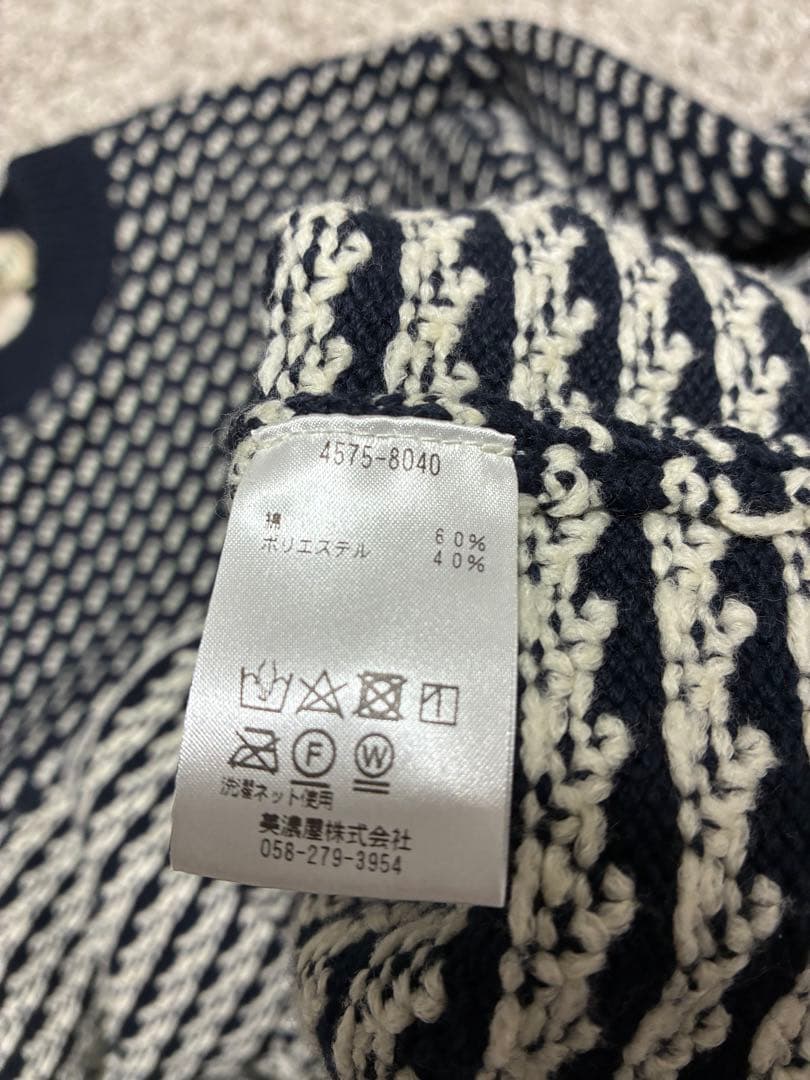 4575-8040
綿 60%
ポリエステル 40%
F W
洗濯ネット使用
美濃屋株式会社
058-279-3954